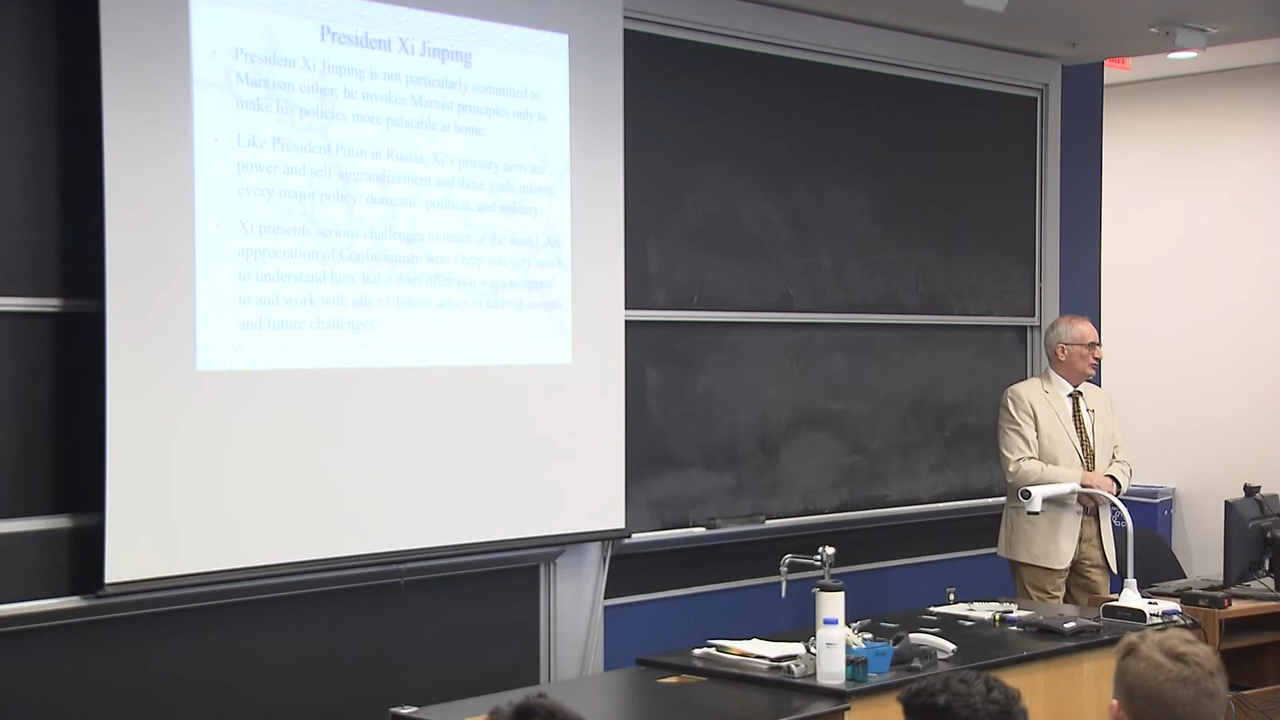 President Xi Jinping
President Xi Jinping is not particularly committed to
Marxism either; he invokes Marxist principles only to
make his policies more palatable at home.
Like President Putin in Russia, Xi's primary aims are
power and self aggrandizement and these goals inform
every major policy: domestic, political, and military.
Xi presents serious challenges to much of the world. An
appreciation of Confucianism won't help you very much
to understand him, but it does offer you ways to appeal
to and work with other Chinese actors to address current
and future challenges.